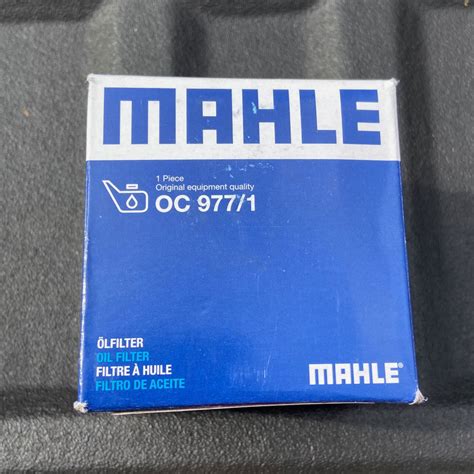 MAHLE
1 Piece
Original equipment quality
OC 977/1
ÖLFILTER
OIL FILTER
FILTRE À HUILE
FILTRO DE ACEITE
MAHLE®